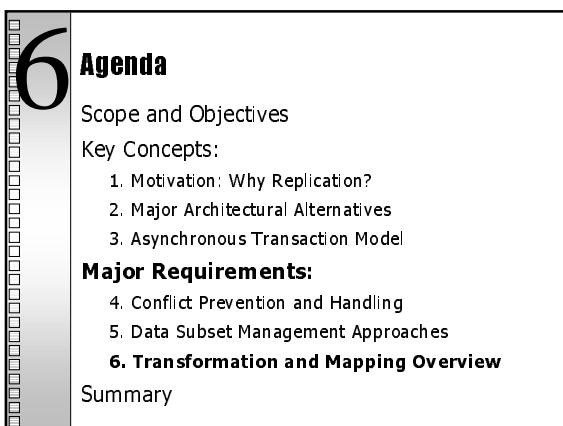 6
Agenda
Scope and Objectives
Key Concepts:
1. Motivation: Why Replication?
2. Major Architectural Alternatives
3. Asynchronous Transaction Model
Major Requirements:
4. Conflict Prevention and Handling
5. Data Subset Management Approaches
6. Transformation and Mapping Overview
Summary